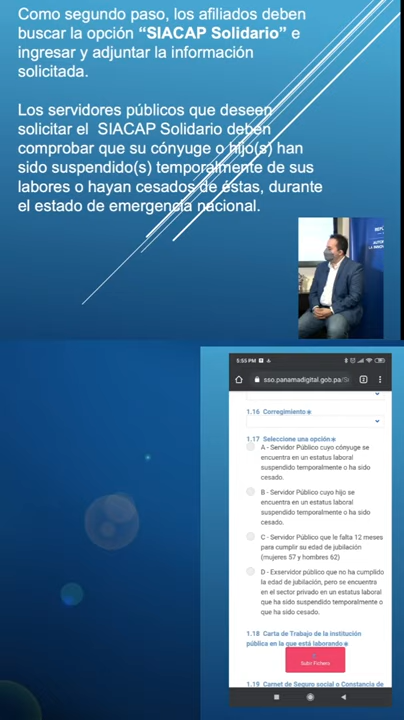 Como segundo paso, los afiliados deben
buscar la opción “SIACAP Solidario” e
ingresar y adjuntar la información
solicitada.
Los servidores públicos que deseen
solicitar el  SIACAP Solidario deben
comprobar que su cónyuge o hijo(s) han
sido suspendido(s) temporalmente de sus
labores o hayan cesados de éstas, durante
el estado de emergencia nacional.
5:55 PM
sso.panamadigital.gob.pa/Si
1.16 Corregimiento
1.17 Seleccione una opción
A - Servidor Público cuyo cónyuge se
encuentra en un estatus laboral
suspendido temporalmente o ha sido
cesado.
B - Servidor Público cuyo hijo se
encuentra en un estatus laboral
suspendido temporalmente o ha sido
cesado.
C - Servidor Público que le falta 12 meses
para cumplir su edad de jubilación
(mujeres 57 y hombres 62)
D - Exservidor público que no ha cumplido
la edad de jubilación, pero se encuentra
en el sector privado en un estatus laboral
que ha sido suspendido temporalmente o
que ha sido cesado.
1.18 Carta de Trabajo de la institución
pública en la que está laborando
Subir Fichero
1.19 Carnet de Seguro social o Constancia de